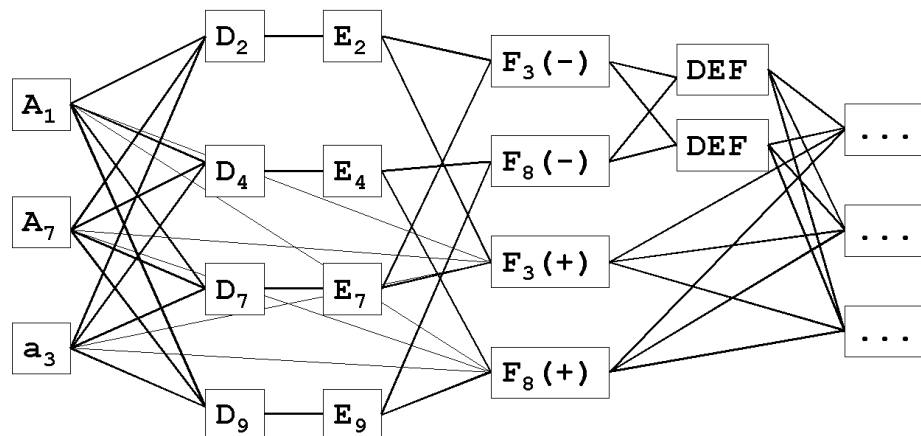 D₂ E₂
F₃(-) DEF
A₁ ...
D₄ E₄ F₈(-) DEF
A₇ ...
D₇ E₇ F₃(+)
a₃ ...
F₈(+)
D₉ E₉